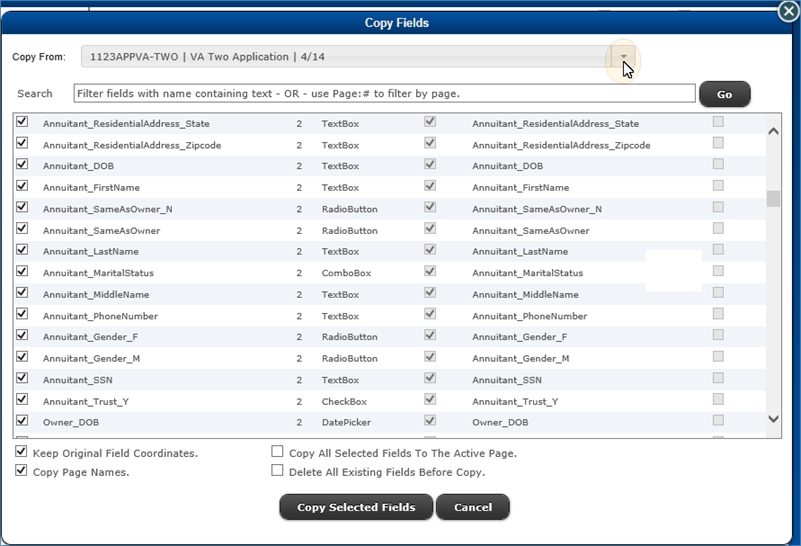 Copy Fields
Copy From: 1123APPVA-TWO | VA Two Application | 4/14
Search Filter fields with name containing text - OR - use Page:# to filter by page. Go
Annuitant_ResidentialAddress_State 2 TextBox Annuitant_ResidentialAddress_State
Annuitant_ResidentialAddress_Zipcode 2 TextBox Annuitant_ResidentialAddress_Zipcode
Annuitant_DOB 2 TextBox Annuitant_DOB
Annuitant_FirstName 2 TextBox Annuitant_FirstName
Annuitant_SameAsOwner_N 2 RadioButton Annuitant_SameAsOwner_N
Annuitant_SameAsOwner 2 RadioButton Annuitant_SameAsOwner
Annuitant_LastName 2 TextBox Annuitant_LastName
Annuitant_MaritalStatus 2 ComboBox Annuitant_MaritalStatus
Annuitant_MiddleName 2 TextBox Annuitant_MiddleName
Annuitant_PhoneNumber 2 TextBox Annuitant_PhoneNumber
Annuitant_Gender_F 2 RadioButton Annuitant_Gender_F
Annuitant_Gender_M 2 RadioButton Annuitant_Gender_M
Annuitant_SSN 2 TextBox Annuitant_SSN
Annuitant_Trust_Y 2 CheckBox Annuitant_Trust_Y
Owner_DOB 2 DatePicker Owner_DOB
Keep Original Field Coordinates. Copy All Selected Fields To The Active Page.
Copy Page Names. Delete All Existing Fields Before Copy.
Copy Selected Fields Cancel